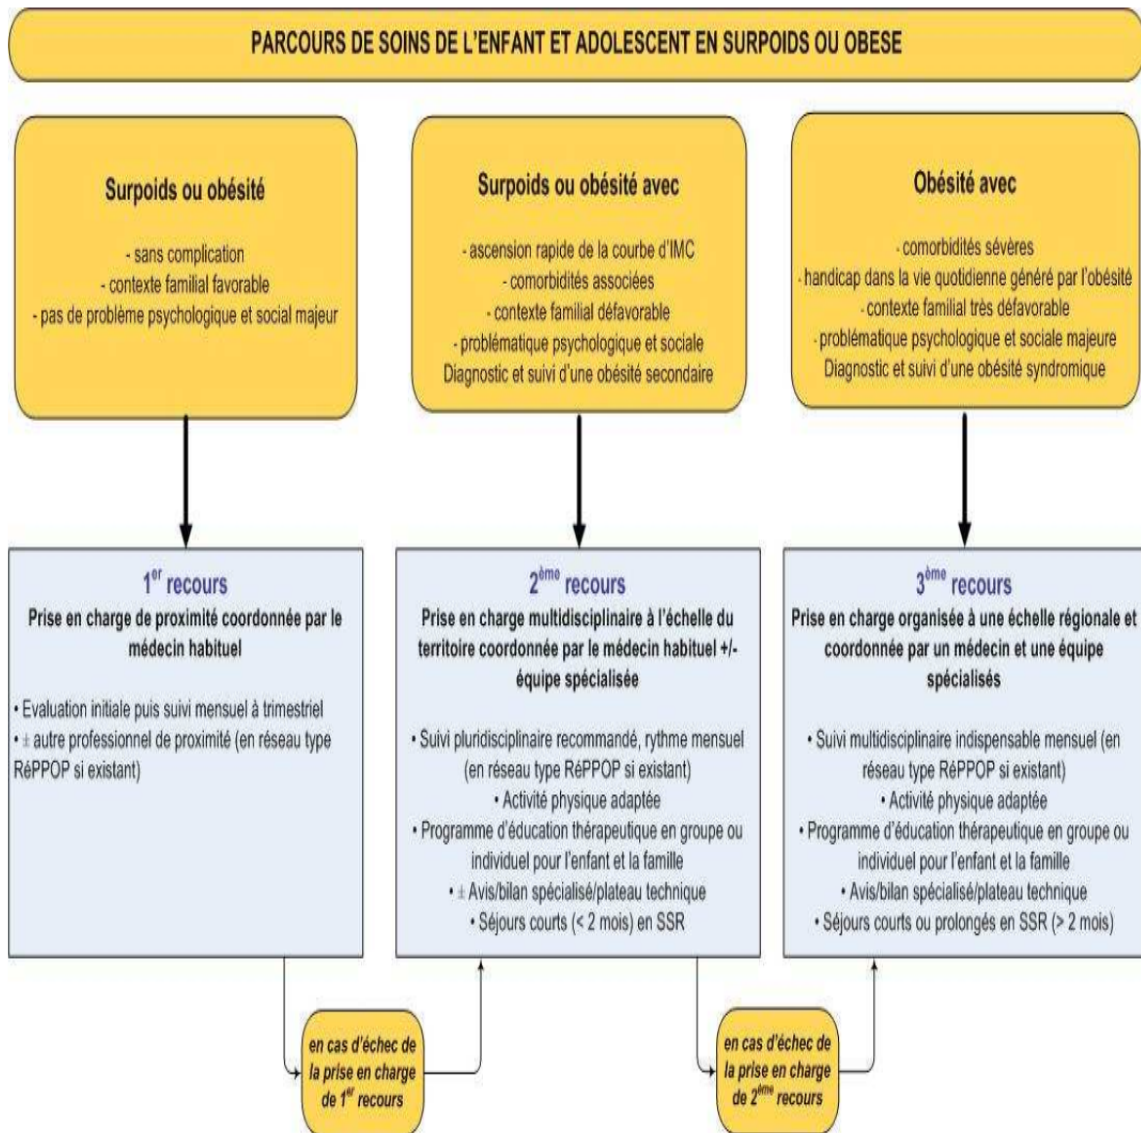 PARCOURS DE SOINS DE L'ENFANT ET ADOLESCENT EN SURPOIDS OU OBESE
Surpoids ou obésité
- sans complication
- contexte familial favorable
- pas de problème psychologique et social majeur
Surpoids ou obésité avec
- ascension rapide de la courbe d'IMC
- comorbidités associées
- contexte familial défavorable
- problématique psychologique et sociale
Diagnostic et suivi d'une obésité secondaire
Obésité avec
- comorbidités sévères
- handicap dans la vie quotidienne généré par l'obésité
- contexte familial très défavorable
- problématique psychologique et sociale majeure
Diagnostic et suivi d'une obésité syndromique
1er recours
Prise en charge de proximité coordonnée par le
médecin habituel
• Evaluation initiale puis suivi mensuel à trimestriel
• ± autre professionnel de proximité (en réseau type
RéPPOP si existant)
2ème recours
Prise en charge multidisciplinaire à l'échelle du
territoire coordonnée par le médecin habituel +/-
équipe spécialisée
• Suivi pluridisciplinaire recommandé, rythme mensuel
(en réseau type RéPPOP si existant)
• Activité physique adaptée
• Programme d'éducation thérapeutique en groupe ou
individuel pour l'enfant et la famille
• ± Avis/bilan spécialisé/plateau technique
• Séjours courts (< 2 mois) en SSR
3ème recours
Prise en charge organisée à une échelle régionale et
coordonnée par un médecin et une équipe
spécialisés
• Suivi multidisciplinaire indispensable mensuel (en
réseau type RéPPOP si existant)
• Activité physique adaptée
• Programme d'éducation thérapeutique en groupe ou
individuel pour l'enfant et la famille
• Avis/bilan spécialisé/plateau technique
• Séjours courts ou prolongés en SSR (> 2 mois)
en cas d'échec de
la prise en charge
de 1er recours
en cas d'échec de
la prise en charge
de 2ème recours